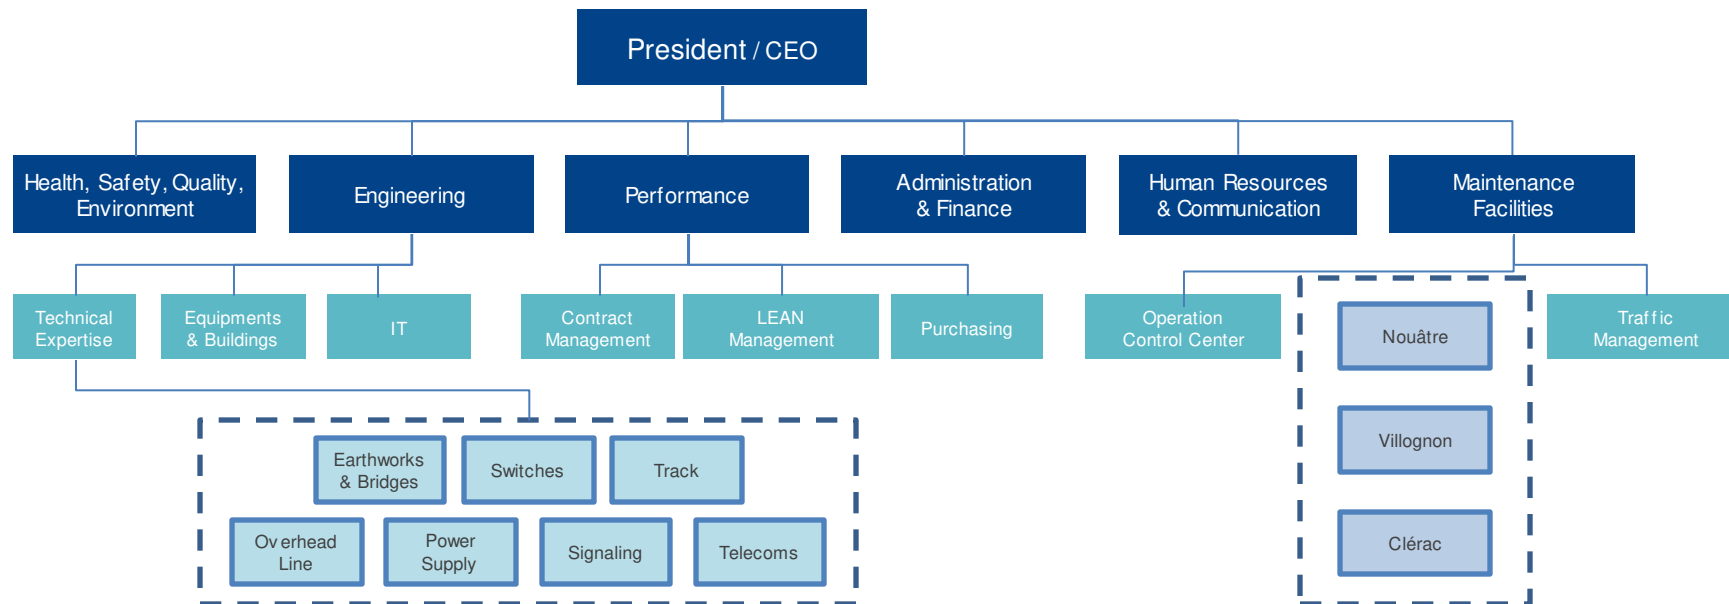 President / CEO
Health, Safety, Quality,
Environment
Engineering
Performance
Administration
& Finance
Human Resources
& Communication
Maintenance
Facilities
Technical
Expertise
Equipments
& Buildings
IT
Contract
Management
LEAN
Management
Purchasing
Operation
Control Center
Nouâtre
Villognon
Clérac
Traffic
Management
Earthworks
& Bridges
Switches
Track
Overhead
Line
Power
Supply
Signaling
Telecoms